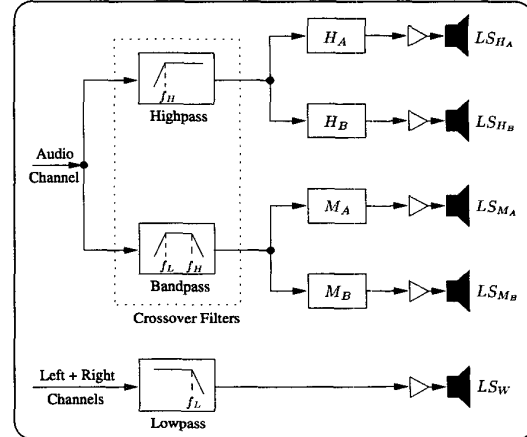 H_A
LS_{H_A}
f_H
Highpass
H_B
LS_{H_B}
Audio
Channel
M_A
LS_{M_A}
f_L f_H
Bandpass
M_B
LS_{M_B}
Crossover Filters
Left + Right
Channels
f_L
Lowpass
LS_W